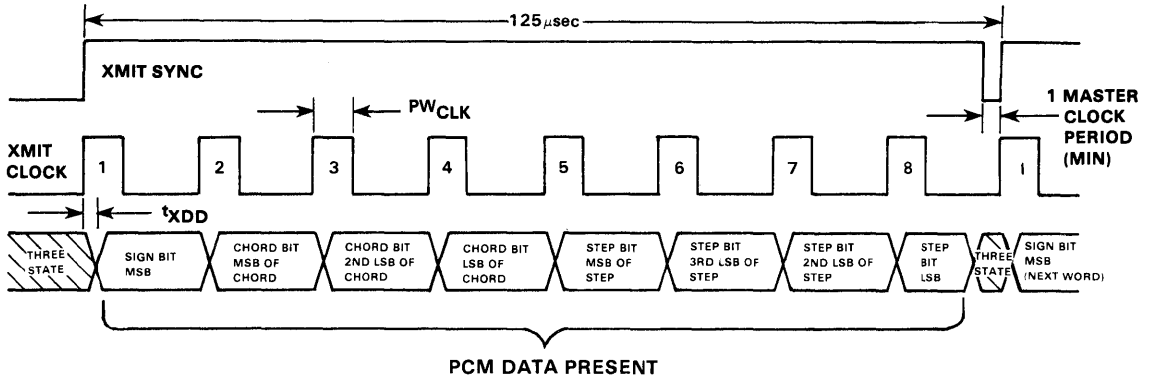 125µsec
XMIT SYNC
PWCLK
1 MASTER
CLOCK
PERIOD
(MIN)
XMIT
CLOCK
1
2
3
4
5
6
7
8
1
tXDD
THREE
STATE
SIGN BIT
MSB
CHORD BIT
MSB OF
CHORD
CHORD BIT
2ND LSB OF
CHORD
CHORD BIT
LSB OF
CHORD
STEP BIT
MSB OF
STEP
STEP BIT
3RD LSB OF
STEP
STEP BIT
2ND LSB OF
STEP
STEP
BIT
LSB
THREE
STATE
SIGN BIT
MSB
(NEXT WORD)
PCM DATA PRESENT